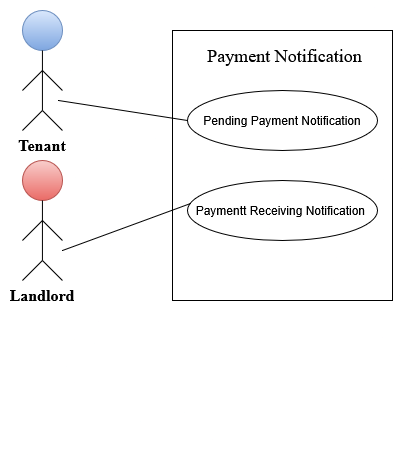 Payment Notification
Pending Payment Notification
Tenant
Paymentt Receiving Notification
Landlord